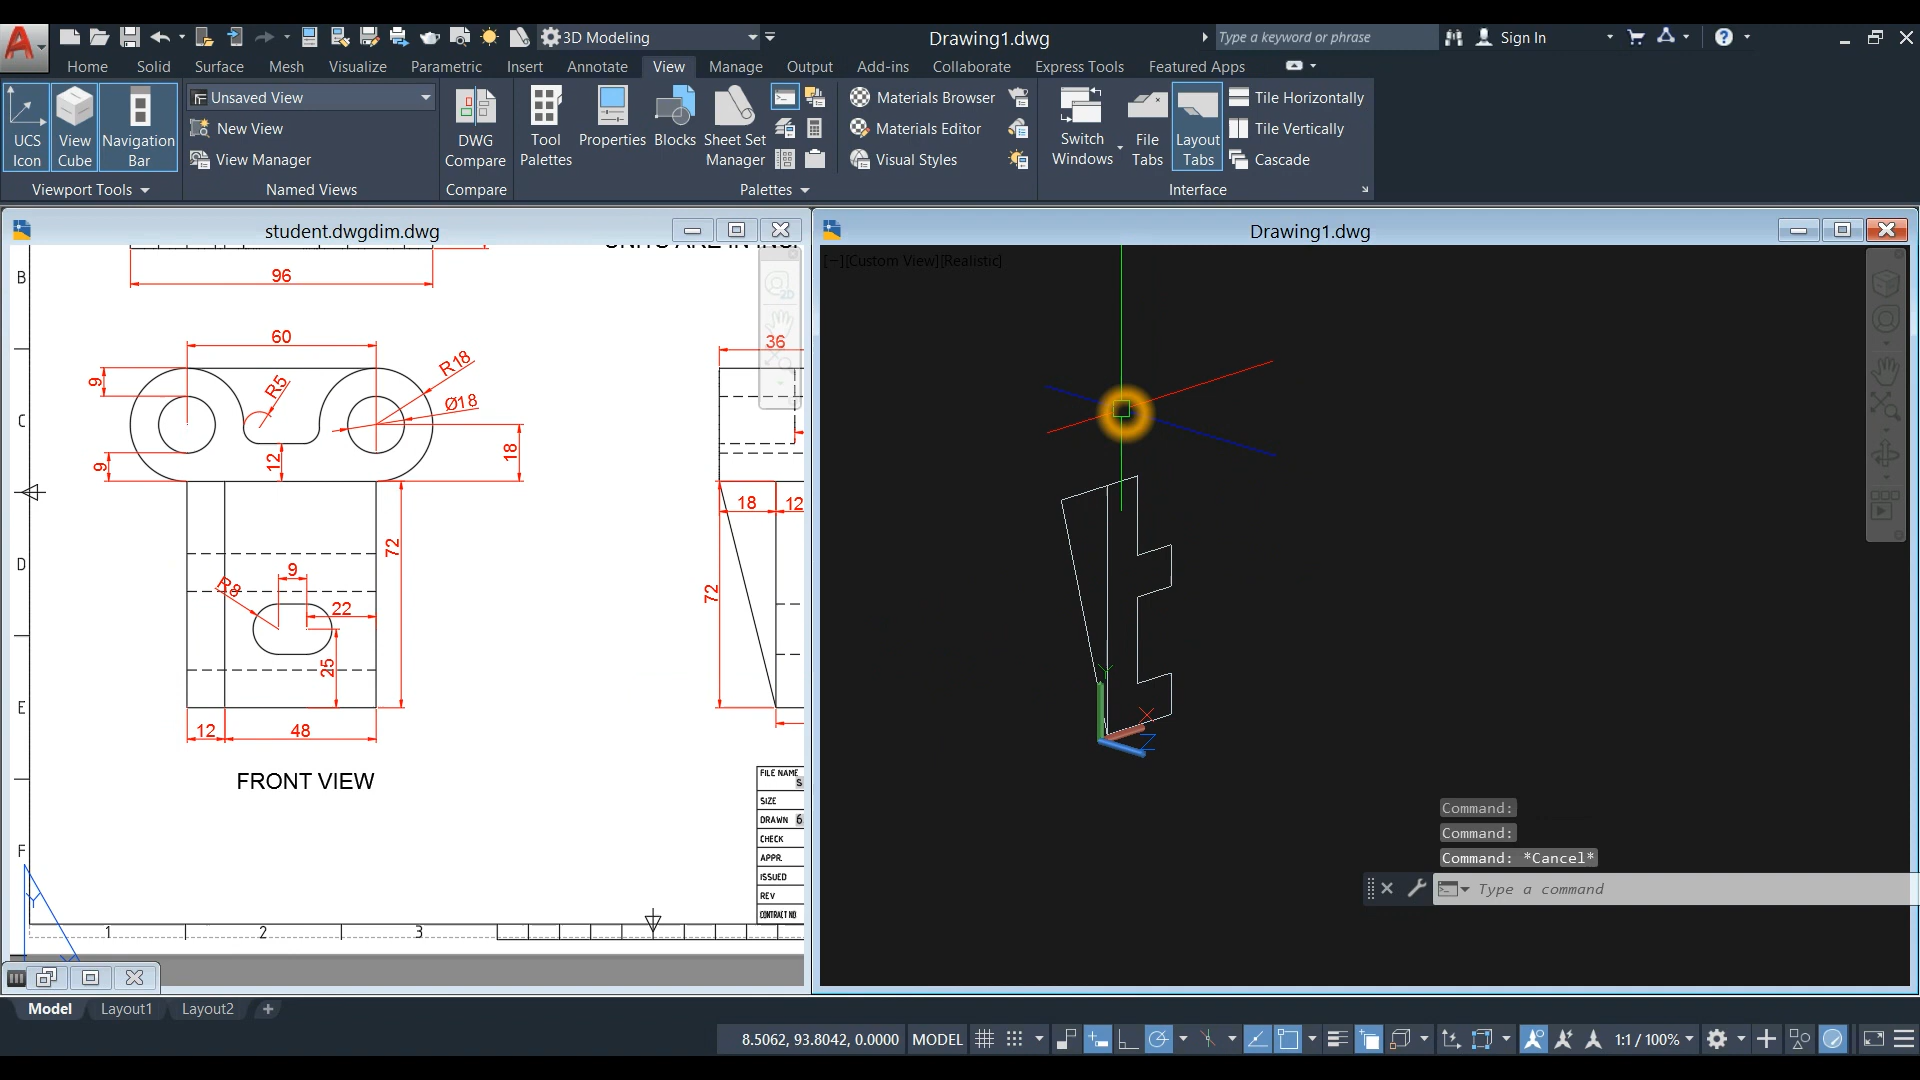 3D Modeling
Drawing1.dwg
Type a keyword or phrase
Sign In
Home
Solid
Surface
Mesh
Visualize
Parametric
Insert
Annotate
View
Manage
Output
Add-ins
Collaborate
Express Tools
Featured Apps
UCS
Icon
View
Cube
Navigation
Bar
Viewport Tools
Unsaved View
New View
View Manager
Named Views
DWG
Compare
Compare
Tool
Palettes
Properties
Blocks
Sheet Set
Manager
Palettes
Materials Browser
Materials Editor
Visual Styles
Switch
Windows
File
Tabs
Layout
Tabs
Tile Horizontally
Tile Vertically
Cascade
Interface
student.dwgdim.dwg
Drawing1.dwg
[−][Custom View][Realistic]
B
96
60
R18
36
9
R5
Ø18
C
18
9
12
18
12
D
72
9
R8
22
72
25
E
12
48
FRONT VIEW
FILE NAME
S
SIZE
DRAWN 6
CHECK
F
APPR.
ISSUED
REV
CONTRACT NO
Y
1
2
3
Y
X
Z
Command:
Command:
Command: *Cancel*
Type a command
Model
Layout1
Layout2
8.5062, 93.8042, 0.0000
MODEL
1:1 / 100%